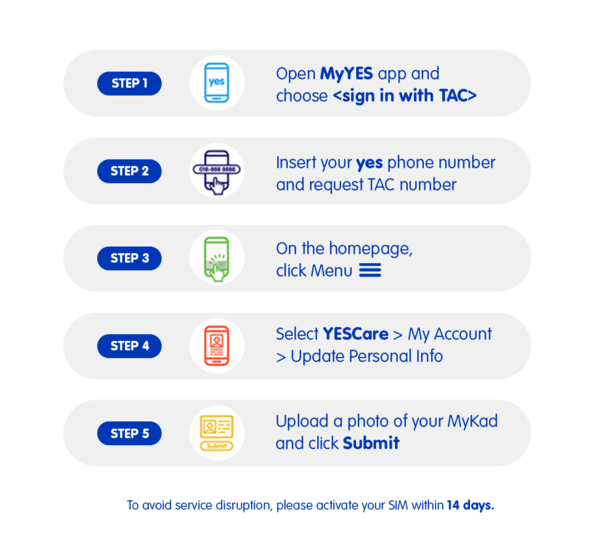 STEP 1
yes
Open MyYES app and
choose <sign in with TAC>
STEP 2
018-888 8888
Insert your yes phone number
and request TAC number
STEP 3
On the homepage,
click Menu
STEP 4
Select YESCare > My Account
> Update Personal Info
STEP 5
Submit
Upload a photo of your MyKad
and click Submit
To avoid service disruption, please activate your SIM within 14 days.